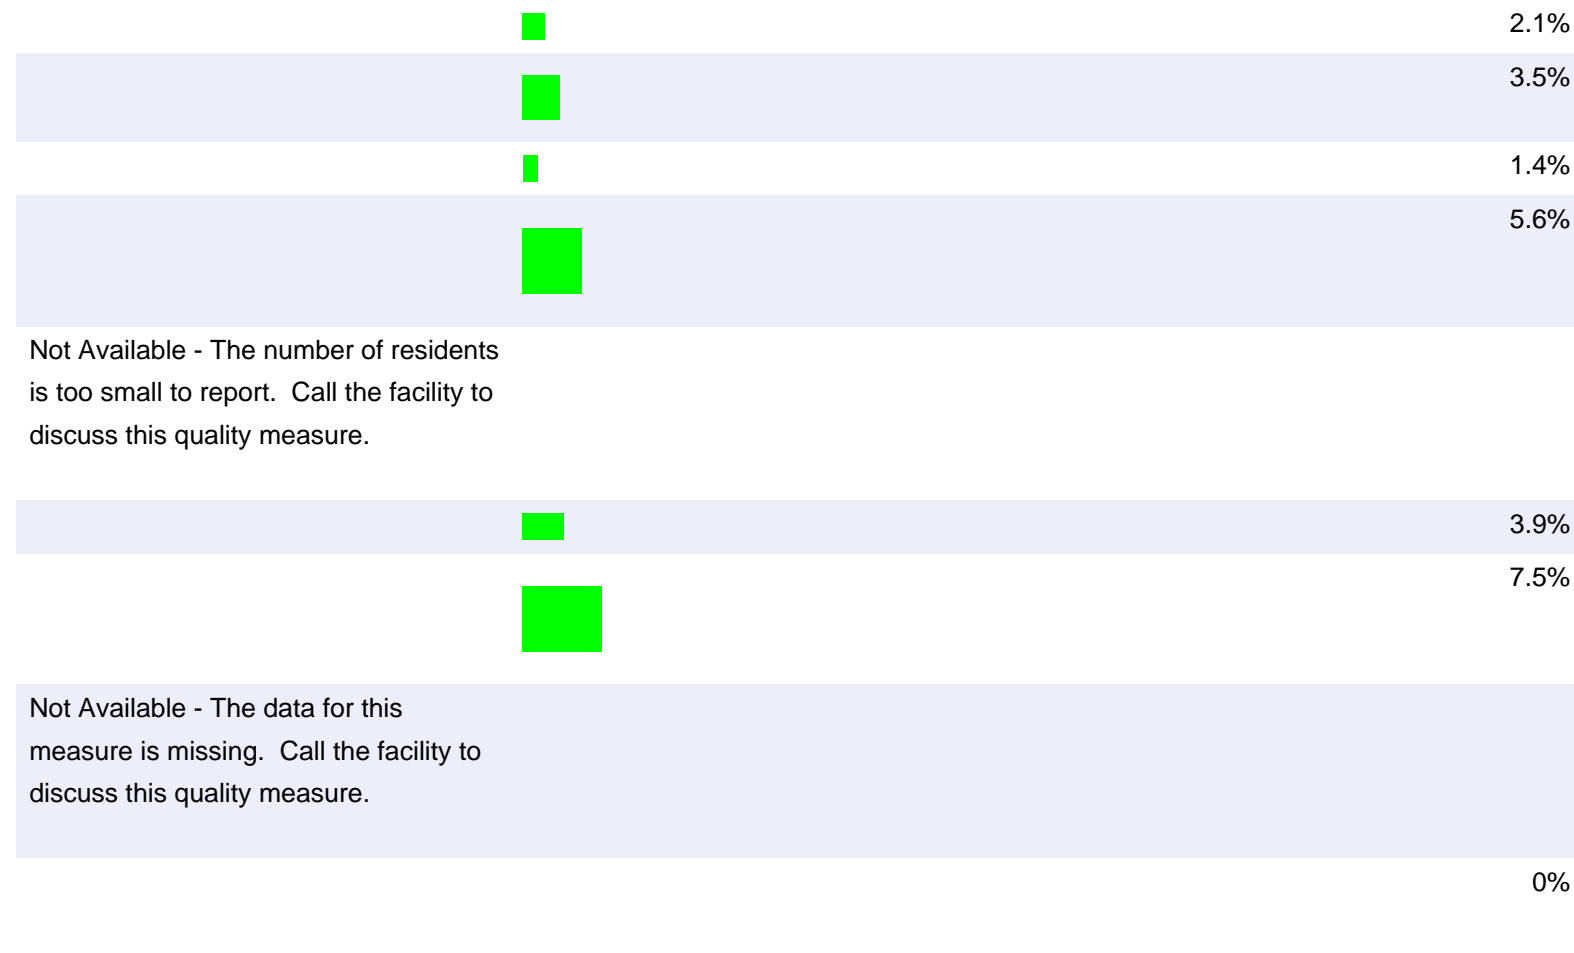 2.1%
3.5%
1.4%
5.6%
Not Available - The number of residents
is too small to report.  Call the facility to
discuss this quality measure.
3.9%
7.5%
Not Available - The data for this
measure is missing.  Call the facility to
discuss this quality measure.
0%